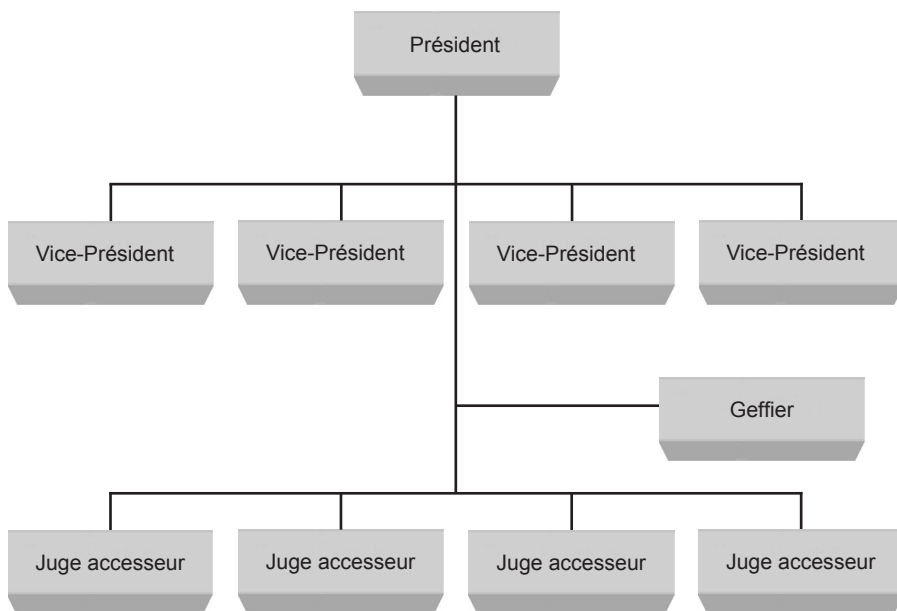 Président
Vice-Président
Vice-Président
Vice-Président
Vice-Président
Geffier
Juge accesseur
Juge accesseur
Juge accesseur
Juge accesseur